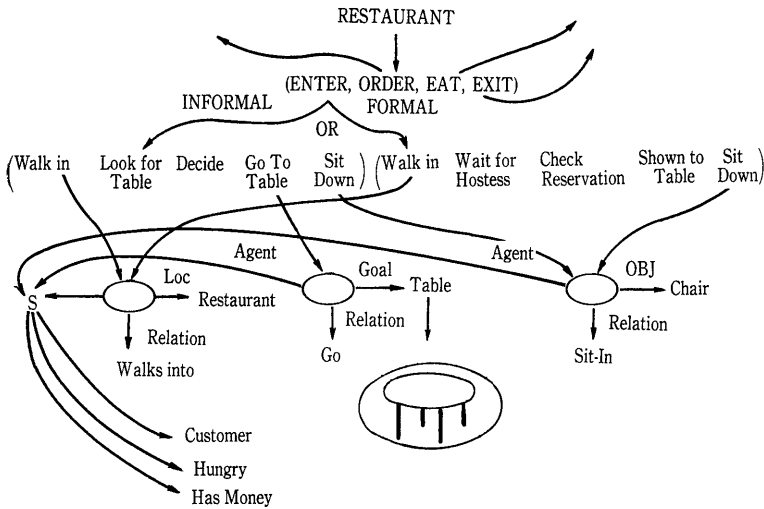 RESTAURANT
(ENTER, ORDER, EAT, EXIT)
INFORMAL
FORMAL
OR
(Walk in Look for Table Decide Go To Table Sit Down)
(Walk in Wait for Hostess Check Reservation Shown to Table Sit Down)
Agent
Agent
S
Loc
Restaurant
Relation
Walks into
Goal
Table
Relation
Go
OBJ
Chair
Relation
Sit-In
Customer
Hungry
Has Money